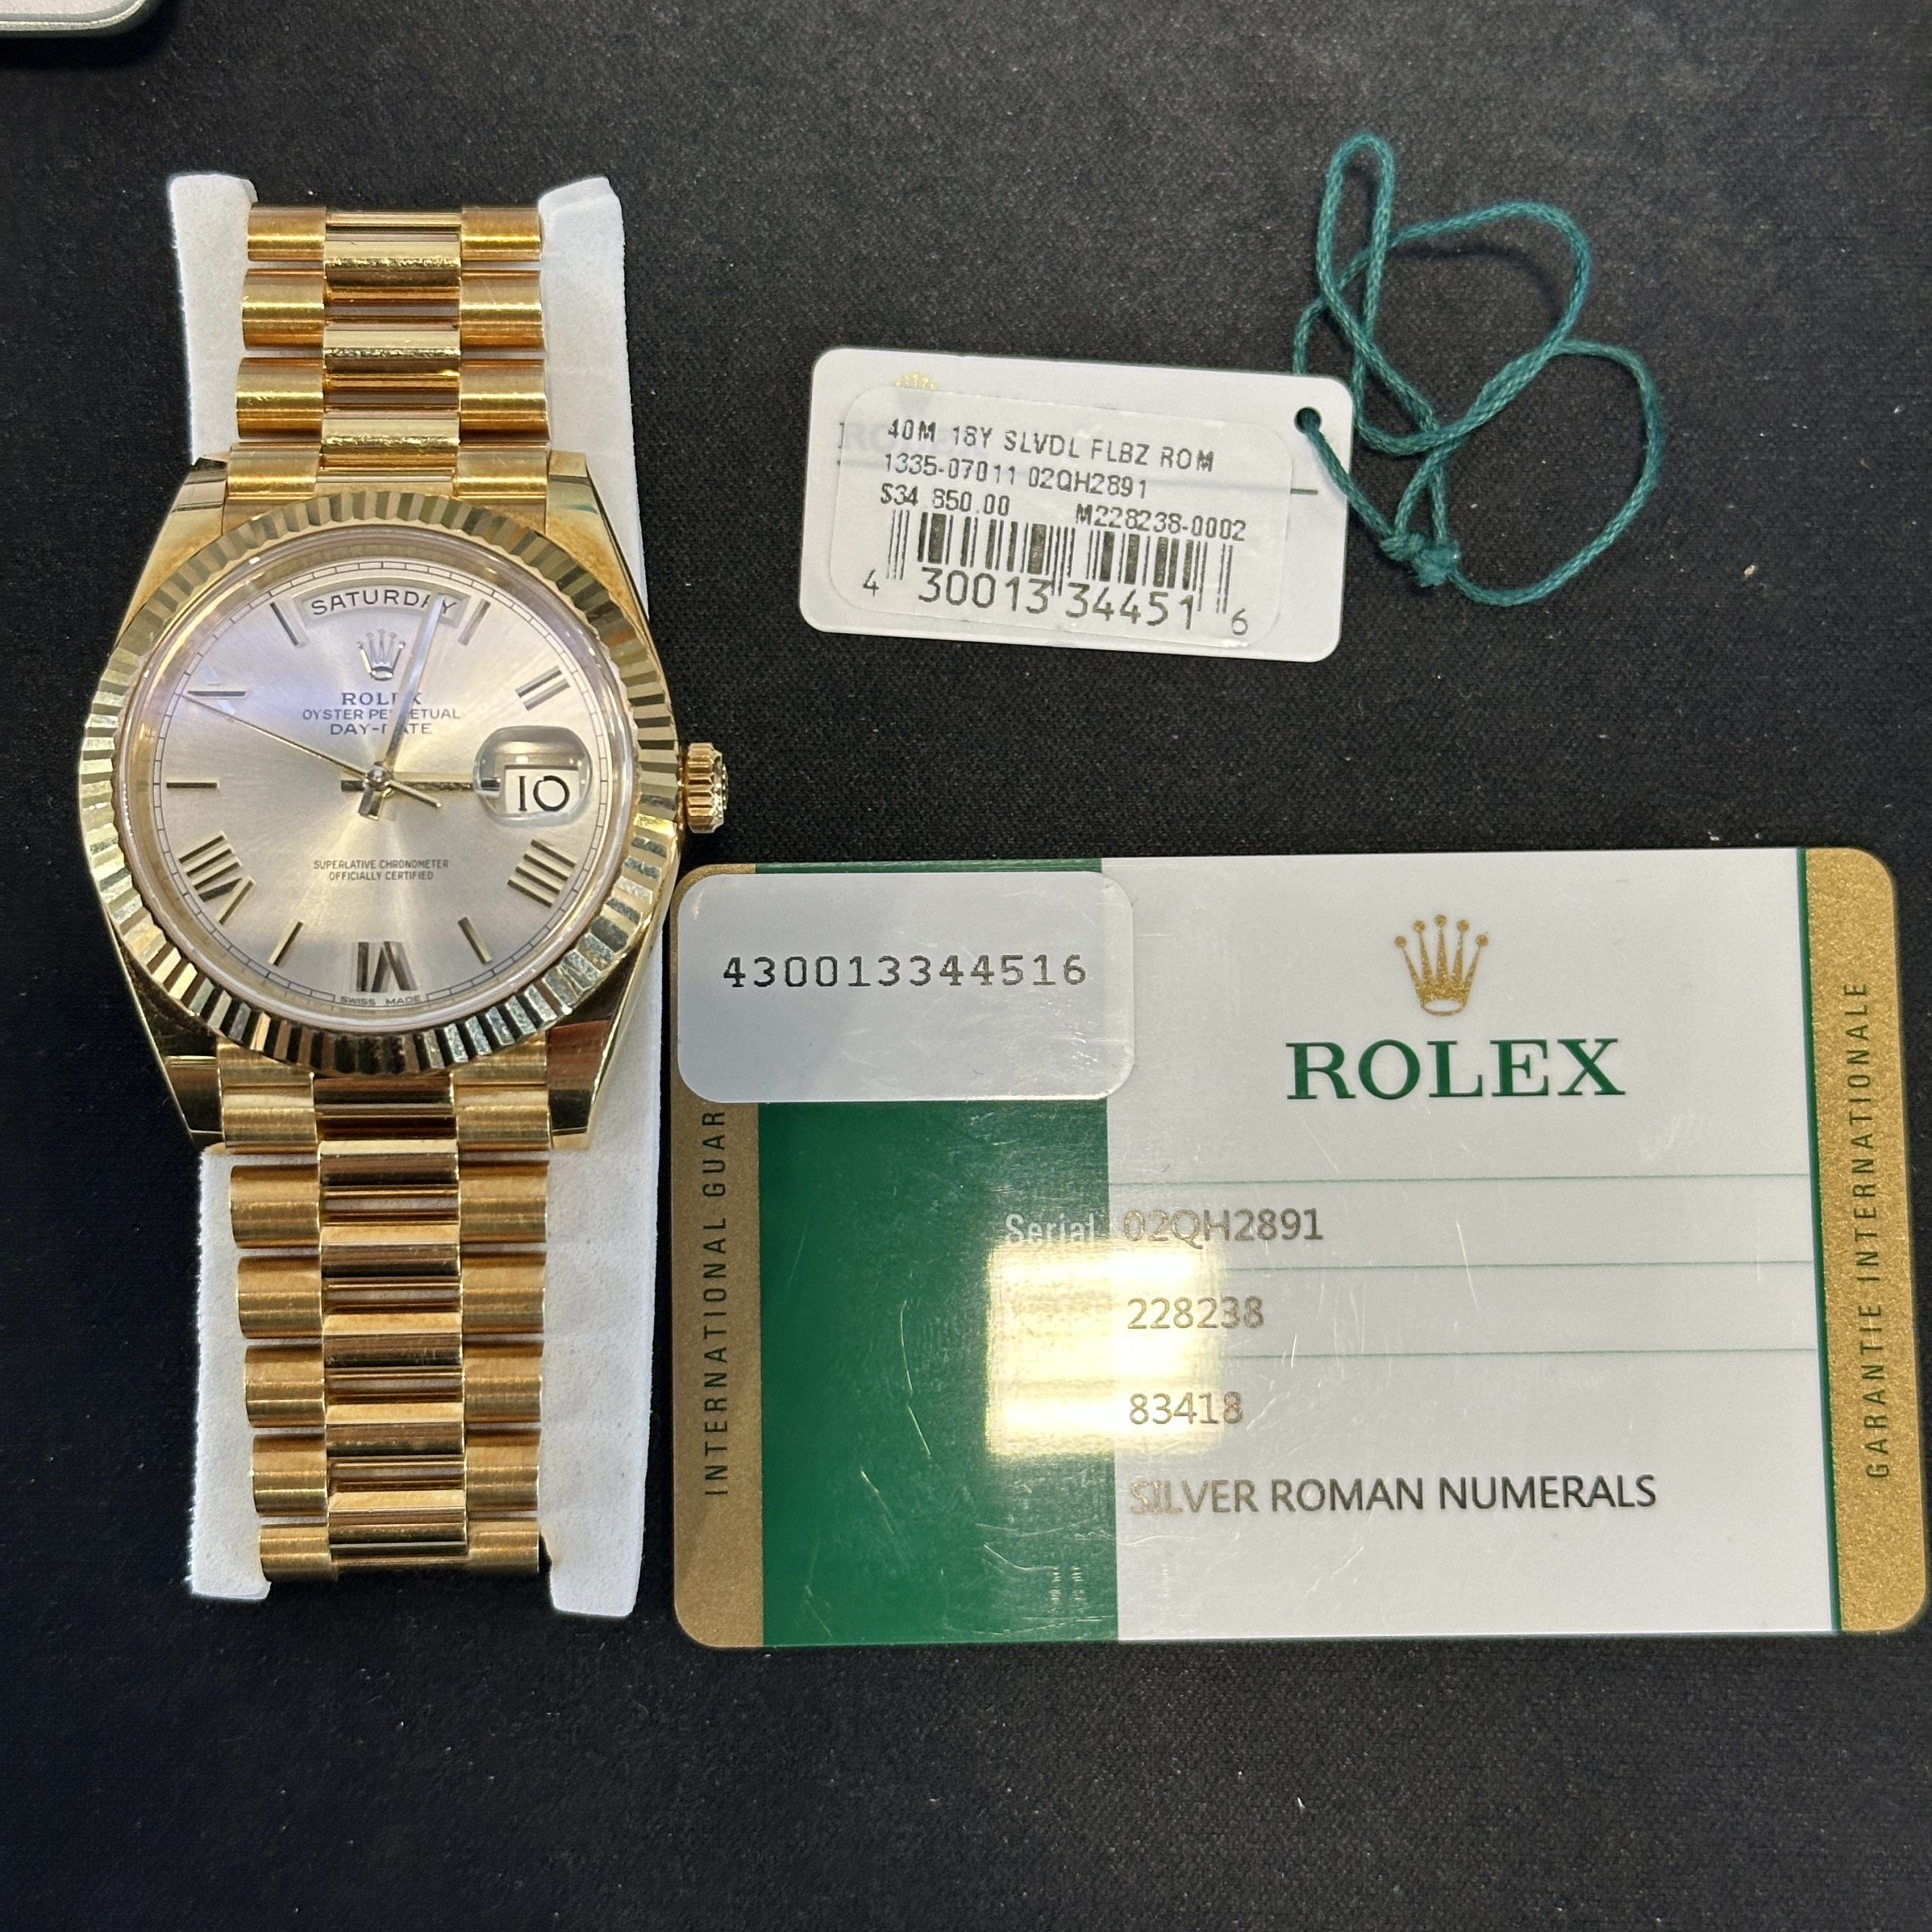 SATURDAY
ROLEX
OYSTER PERPETUAL
DAY-DATE
10
SUPERLATIVE CHRONOMETER
OFFICIALLY CERTIFIED
SWISS MADE
40M 18Y SLVDL FLBZ ROM
1335-07011 02QH2891
$34,850.00 M228238-0002
4 30013 34451 6
430013344516
ROLEX
INTERNATIONAL GUAR
GARANTIE INTERNATIONALE
Serial 02QH2891
228238
83418
SILVER ROMAN NUMERALS